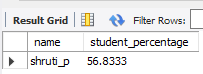 Result Grid Filter Rows:
name student_percentage
shruti_p 56.8333